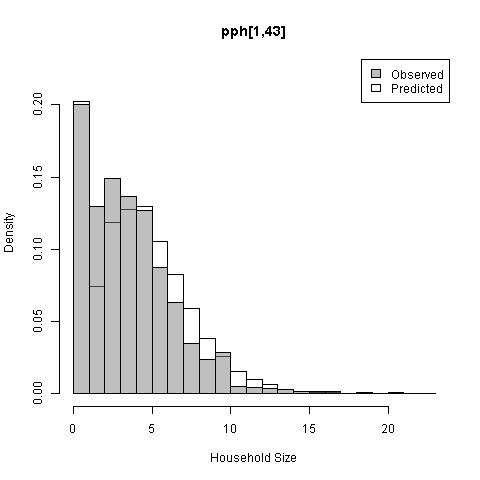 pph[1,43]
Observed
Predicted
Density
0.00
0.05
0.10
0.15
0.20
0 5 10 15 20
Household Size